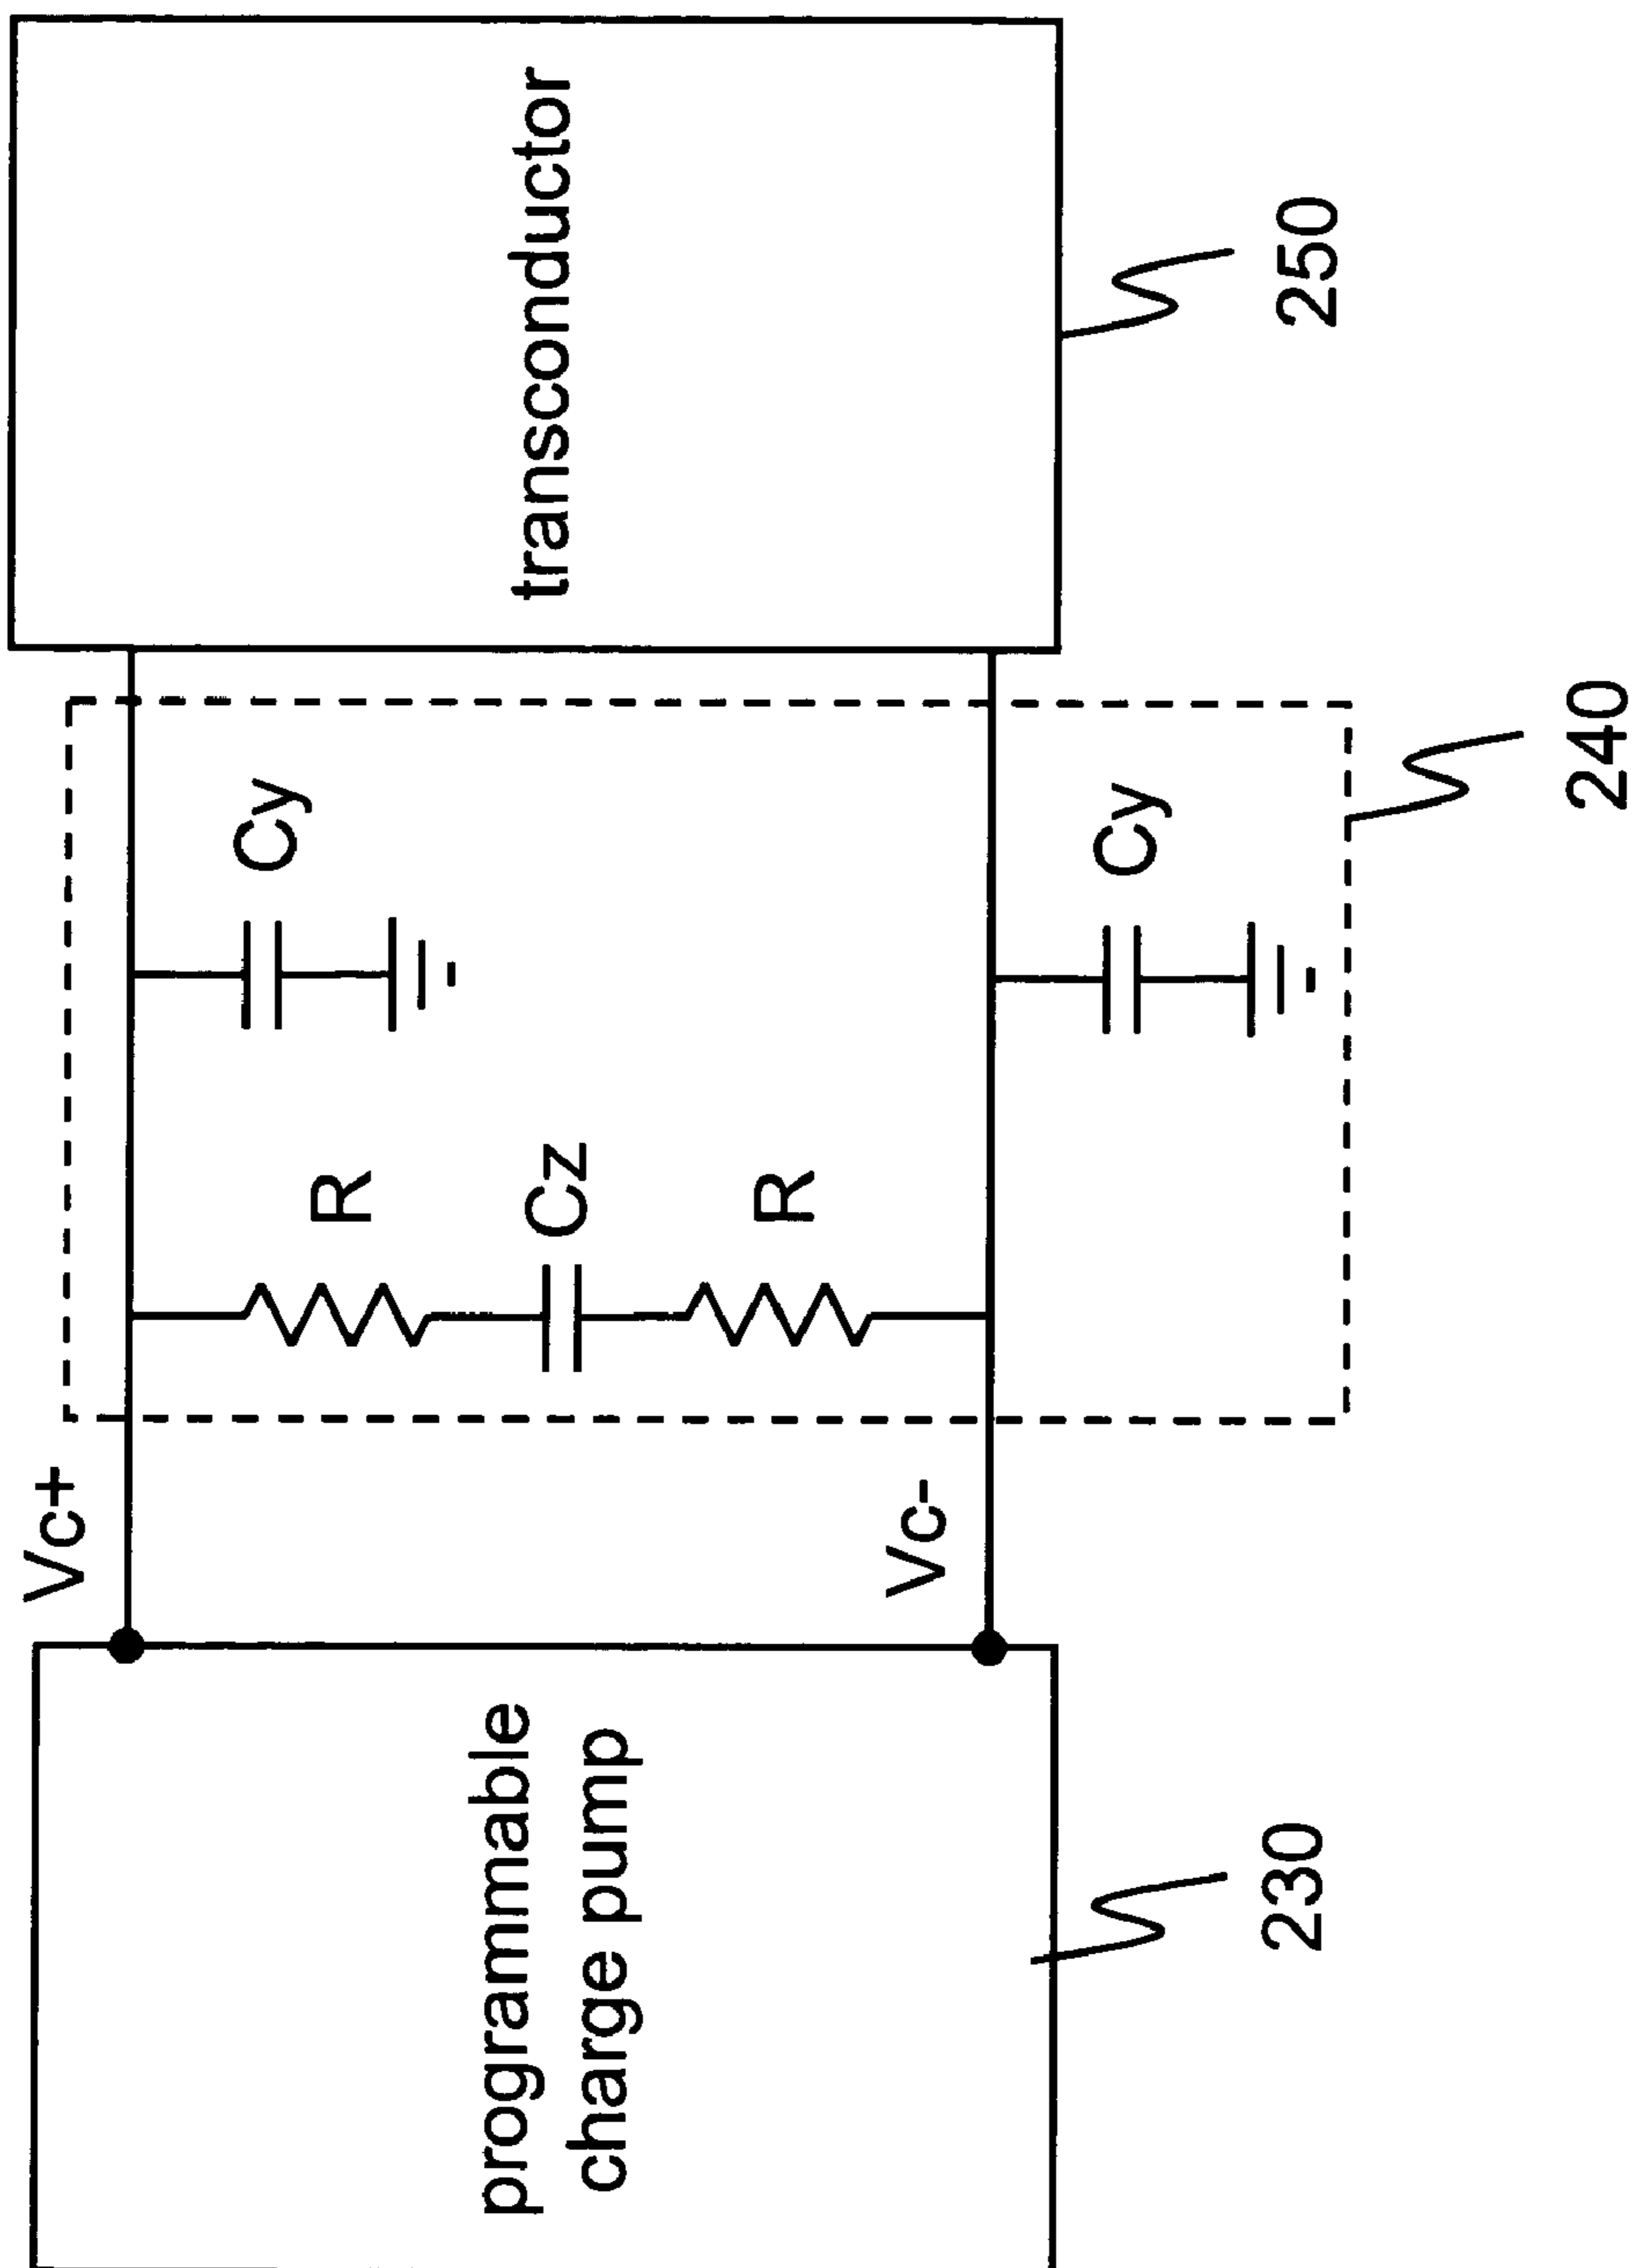 programmable
charge pump
230
Vc+
Vc-
R
Cz
R
Cy
Cy
240
transconductor
250